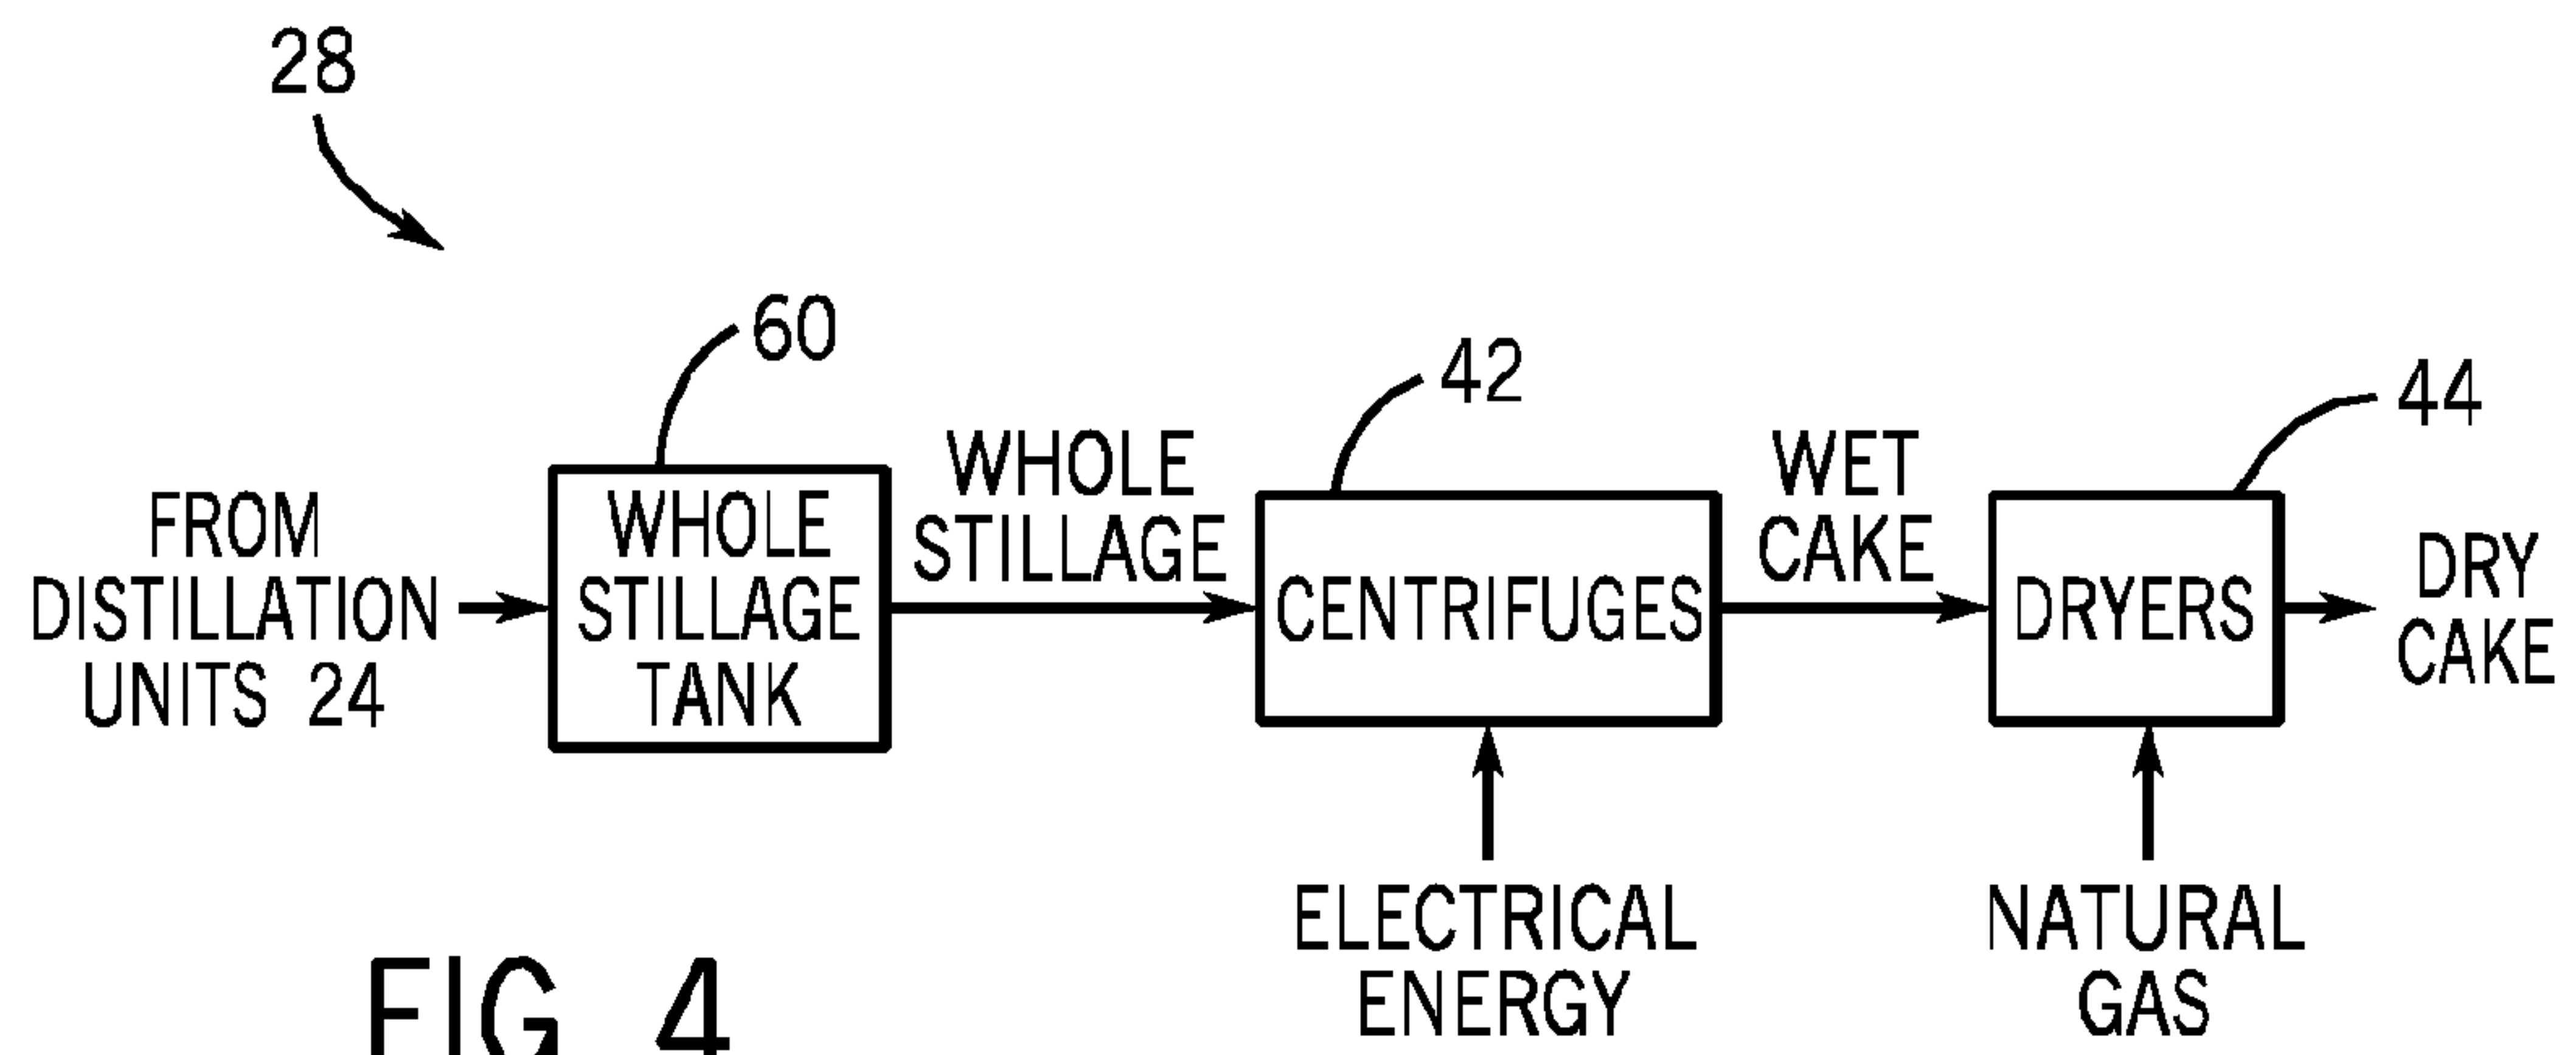 28
60
42
44
FROM
DISTILLATION
UNITS 24
WHOLE
STILLAGE
TANK
WHOLE
STILLAGE
CENTRIFUGES
WET
CAKE
DRYERS
DRY
CAKE
ELECTRICAL
ENERGY
NATURAL
GAS
FIG 4